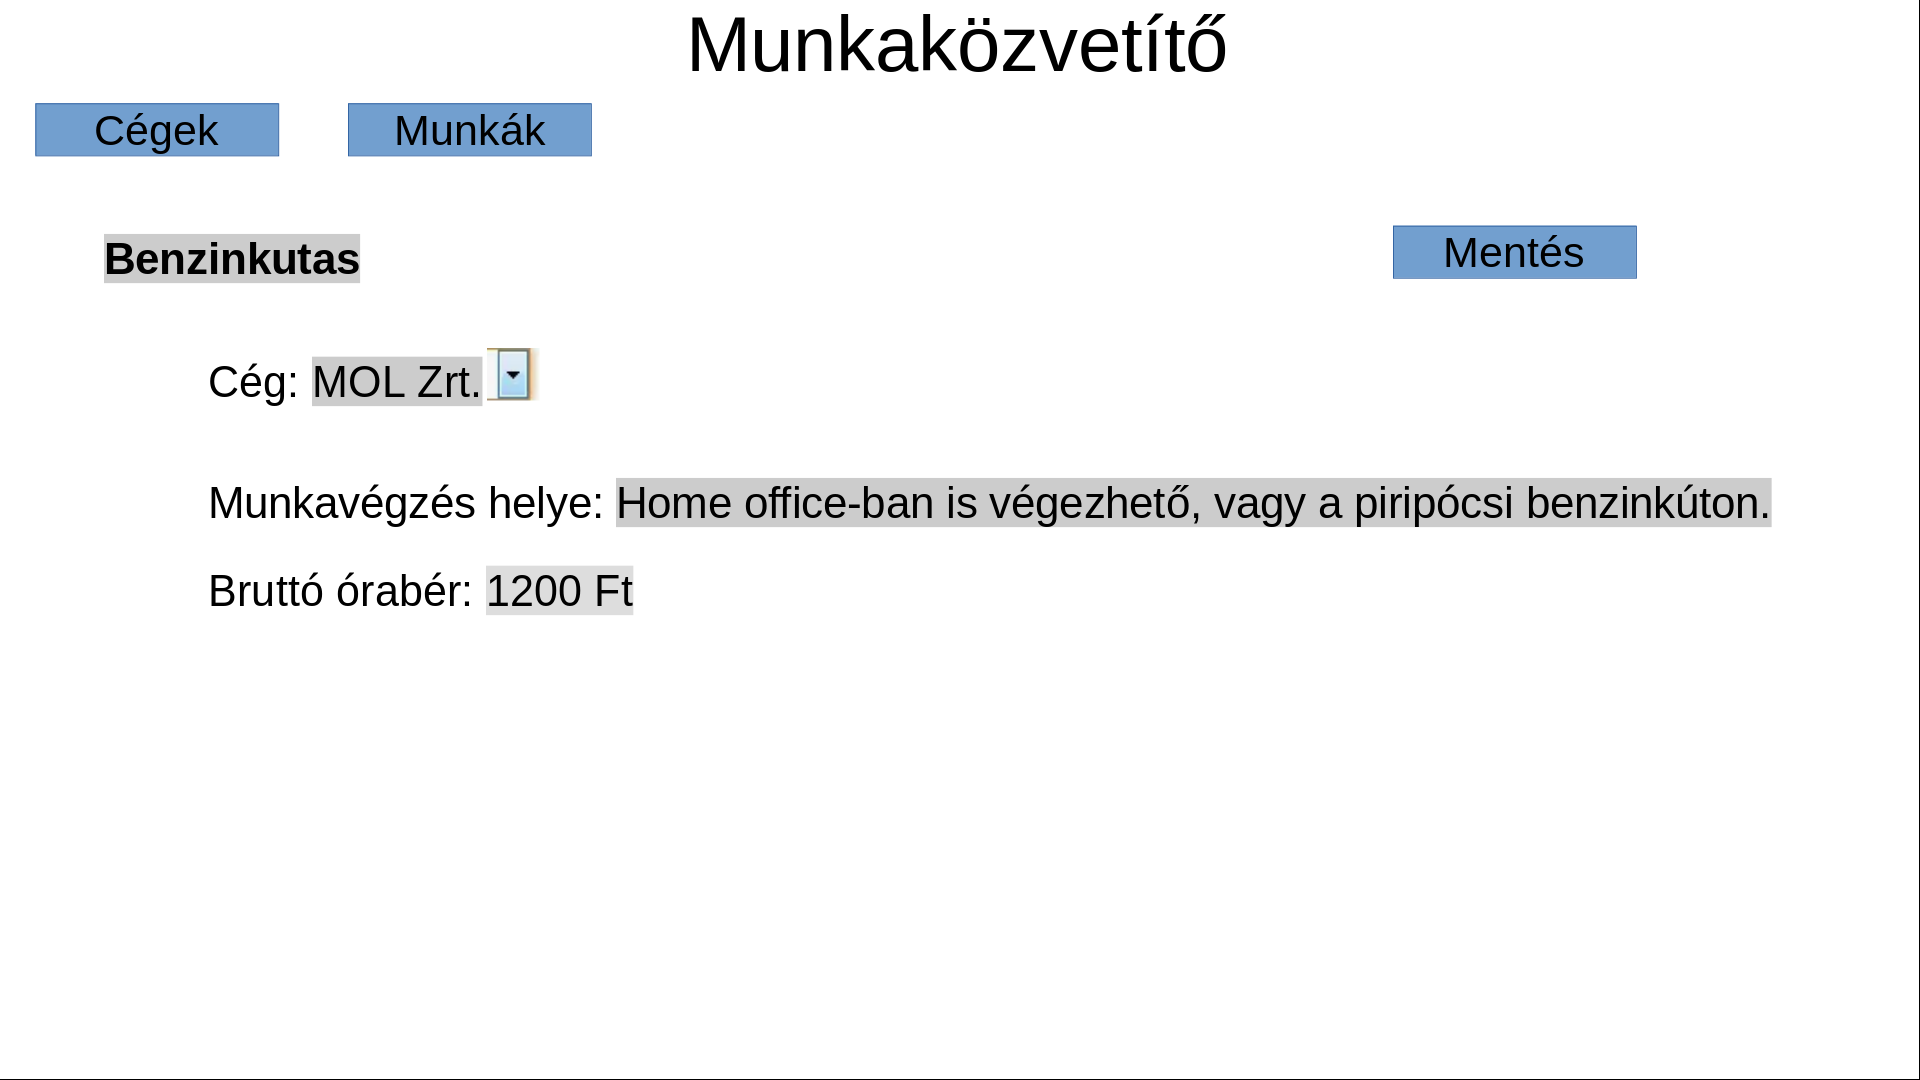 Munkaközvetítő
Cégek
Munkák
Benzinkutas
Mentés
Cég: MOL Zrt.
Munkavégzés helye: Home office-ban is végezhető, vagy a piripócsi benzinkúton.
Bruttó órabér: 1200 Ft